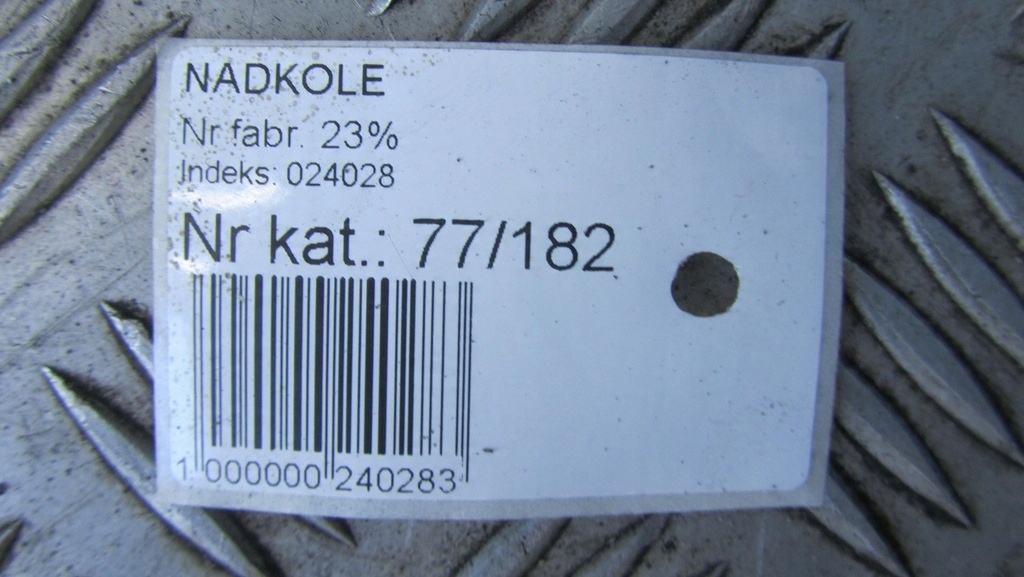 NADKOLE
Nr fabr. 23%
Indeks: 024028
Nr kat.: 77/182
1 000000 240283